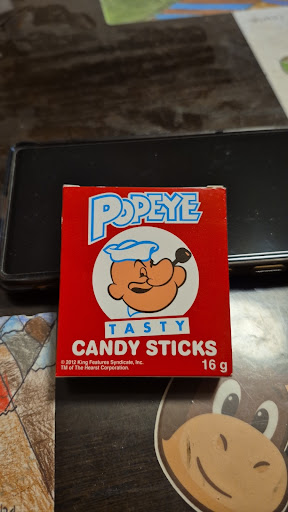 POPEYE
TASTY
CANDY STICKS
© 2012 King Features Syndicate, Inc.
TM of The Hearst Corporation.
16 g